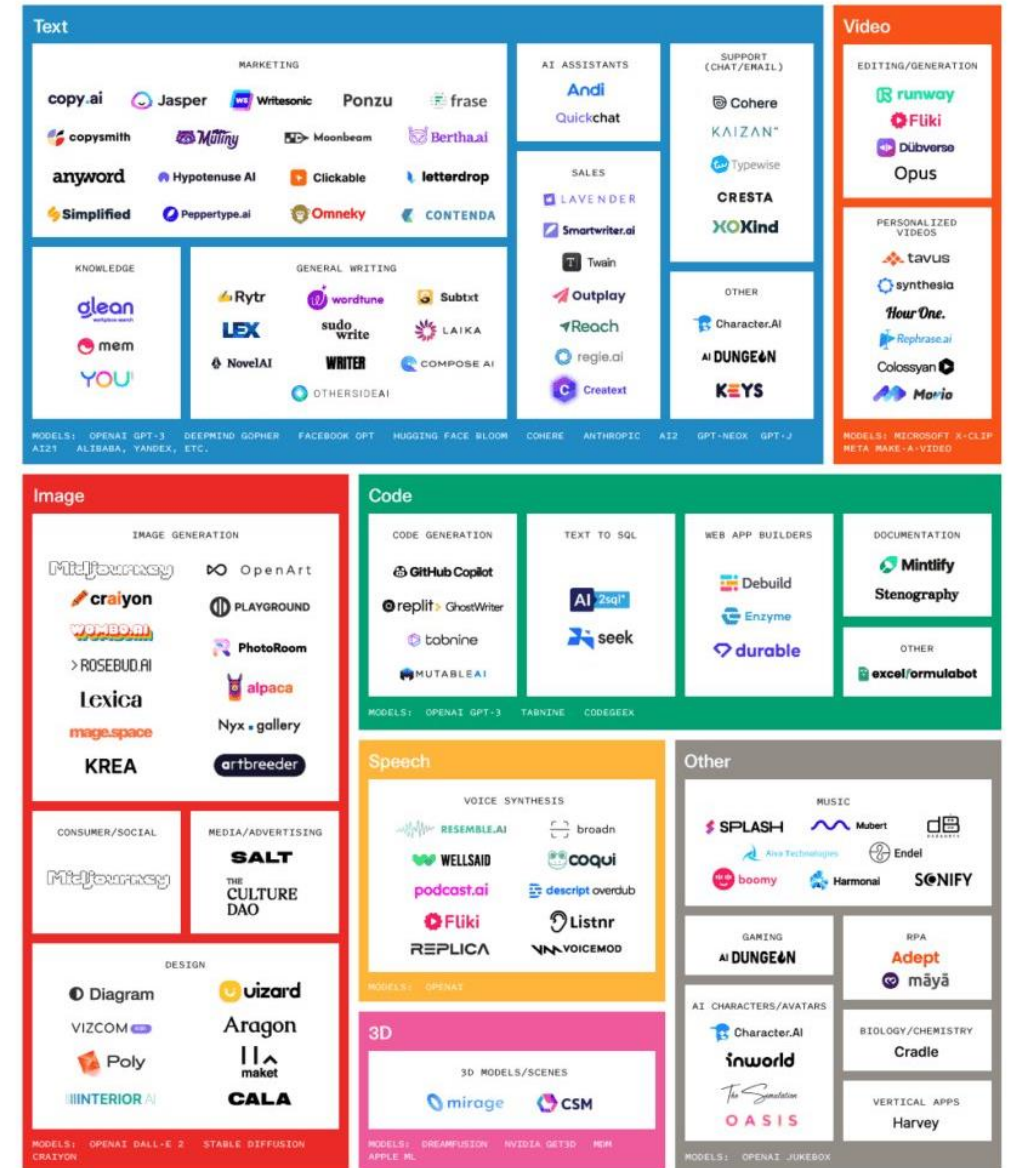 Text
MARKETING
copy.ai Jasper Writesonic Ponzu frase
copysmith Mutiny Moonbeam Bertha.ai
anyword Hypotenuse AI Clickable letterdrop
Simplified Peppertype.ai Omneky CONTENDA
KNOWLEDGE
glean
mem
YOU
GENERAL WRITING
Rytr wordtune Subtxt
LEX sudo write LAIKA
NovelAI WRITER COMPOSE AI
OTHERSIDEAI
AI ASSISTANTS
Andi
Quickchat
SALES
LAVENDER
Smartwriter.ai
Twain
Outplay
Reach
regie.ai
Creatext
SUPPORT
(CHAT/EMAIL)
Cohere
KAIZAN
Typewise
CRESTA
XOKind
OTHER
Character.AI
AI DUNGEON
KEYS
MODELS: OPENAI GPT-3 DEEPMIND GOPHER FACEBOOK OPT HUGGING FACE BLOOM COHERE ANTHROPIC AI2 GPT-NEOX GPT-J
AI21 ALIBABA, YANDEX, ETC.
Video
EDITING/GENERATION
runway
Fliki
Dübverse
Opus
PERSONALIZED
VIDEOS
tavus
synthesia
Hour One.
Rephrase.ai
Colossyan
Movio
MODELS: MICROSOFT X-CLIP
META MAKE-A-VIDEO
Image
IMAGE GENERATION
Midjourney OpenArt
craiyon PLAYGROUND
WOMBO.AI PhotoRoom
>ROSEBUD.AI alpaca
Lexica Nyx.gallery
mage.space artbreeder
KREA
CONSUMER/SOCIAL
Midjourney
MEDIA/ADVERTISING
SALT
THE
CULTURE
DAO
DESIGN
Diagram uizard
VIZCOM Aragon
Poly maket
INTERIOR AI CALA
MODELS: OPENAI DALL-E 2 STABLE DIFFUSION
CRAIYON
Code
CODE GENERATION
GitHub Copilot
replit> GhostWriter
tabnine
MUTABLEAI
TEXT TO SQL
AI2sql
seek
WEB APP BUILDERS
Debuild
Enzyme
durable
DOCUMENTATION
Mintlify
Stenography
OTHER
excelformulabot
MODELS: OPENAI GPT-3 TABNINE CODEGEEX
Speech
VOICE SYNTHESIS
RESEMBLE.AI broadn
WELLSAID coqui
podcast.ai descript overdub
Fliki Listnr
REPLICA VOICEMOD
MODELS: OPENAI
3D
3D MODELS/SCENES
mirage CSM
MODELS: DREAMFUSION NVIDIA GET3D MDM
APPLE ML
Other
MUSIC
SPLASH Mubert dB
Aiva Technologies Endel
boomy Harmonai SONIFY
GAMING
AI DUNGEON
RPA
Adept
māyā
AI CHARACTERS/AVATARS
Character.AI
inworld
The Simulation
OASIS
BIOLOGY/CHEMISTRY
Cradle
VERTICAL APPS
Harvey
MODELS: OPENAI JUKEBOX